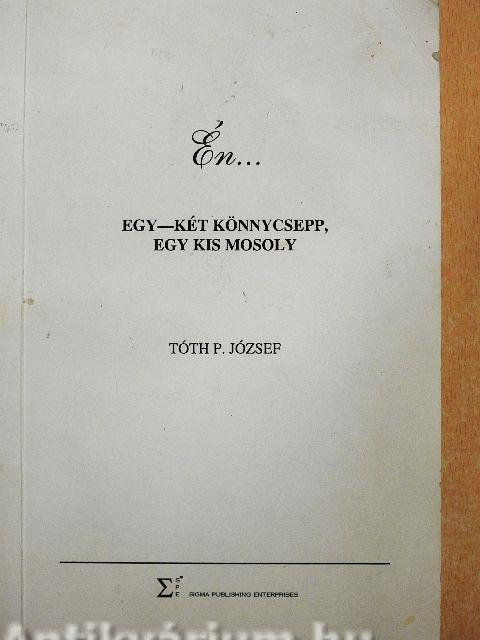 Én...
EGY—KÉT KÖNNYCSEPP,
EGY KIS MOSOLY
TÓTH P. JÓZSEF
Σ S P E SIGMA PUBLISHING ENTERPRISES
Antikvárium.hu